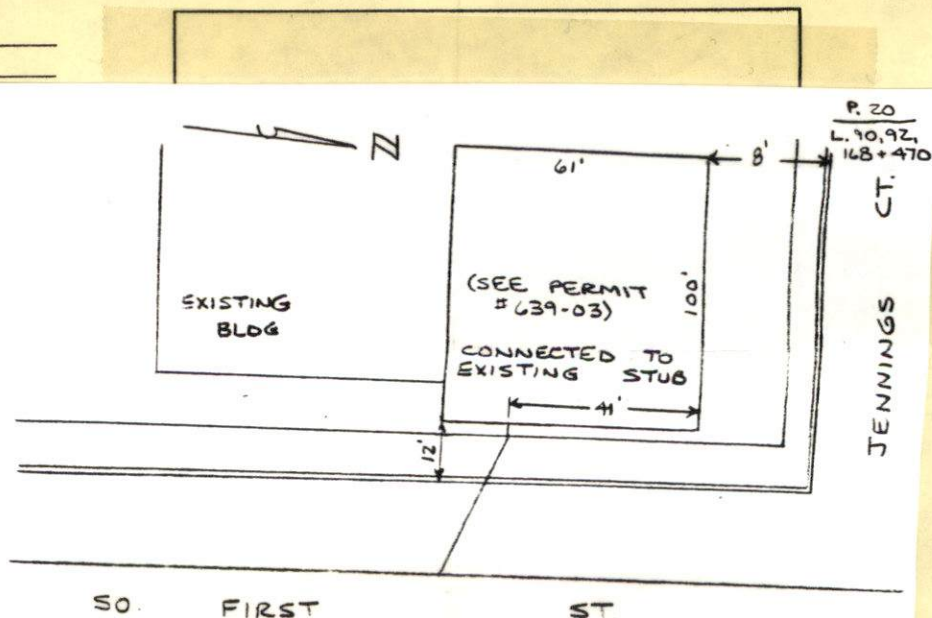 P. 20
L. 90,92,
168 + 470
N
61'
8'
(SEE PERMIT
# 639-03)
100'
EXISTING
BLDG
CONNECTED TO
EXISTING STUB
41'
12'
JENNINGS CT.
SO. FIRST ST